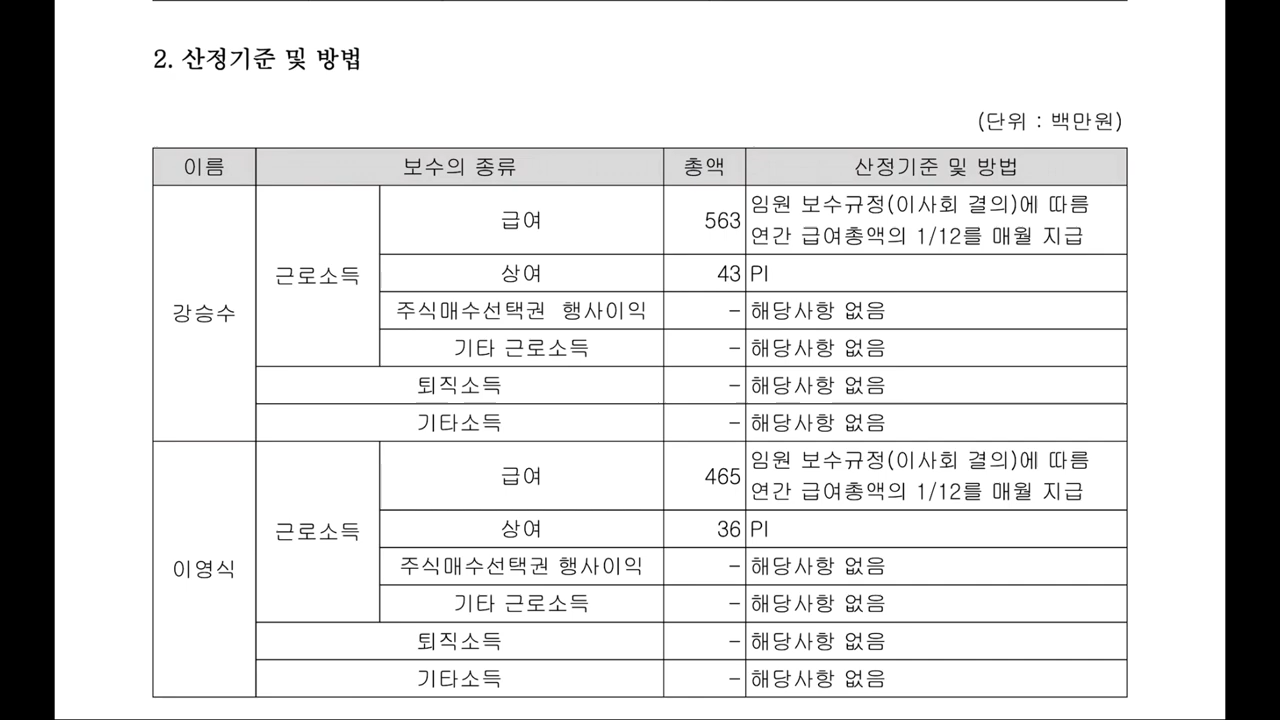 2. 산정기준 및 방법
(단위 : 백만원)
이름 보수의 종류 총액 산정기준 및 방법
강승수 근로소득 급여 563 임원 보수규정(이사회 결의)에 따름
연간 급여총액의 1/12를 매월 지급
상여 43 PI
주식매수선택권 행사이익 - 해당사항 없음
기타 근로소득 - 해당사항 없음
퇴직소득 - 해당사항 없음
기타소득 - 해당사항 없음
이영식 근로소득 급여 465 임원 보수규정(이사회 결의)에 따름
연간 급여총액의 1/12를 매월 지급
상여 36 PI
주식매수선택권 행사이익 - 해당사항 없음
기타 근로소득 - 해당사항 없음
퇴직소득 - 해당사항 없음
기타소득 - 해당사항 없음